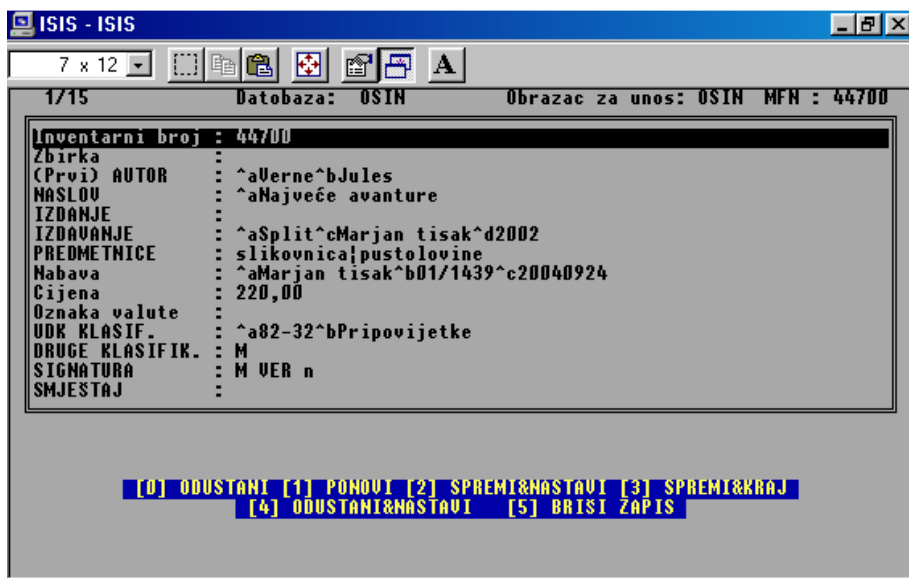 ISIS - ISIS
7 x 12 A
1/15 Datobaza: OSIN Obrazac za unos: OSIN MFN : 44700
Inventarni broj : 44700
Zbirka :
(Prvi) AUTOR : ^aVerne^bJules
NASLOV : ^aNajveće avanture
IZDANJE :
IZDAVANJE : ^aSplit^cMarjan tisak^d2002
PREDMETNICE : slikovnica¦pustolovine
Nabava : ^aMarjan tisak^b01/1439^c20040924
Cijena : 220,00
Oznaka valute :
UDK KLASIF. : ^a82-32^bPripovijetke
DRUGE KLASIFIK. : M
SIGNATURA : M VER n
SMJEŠTAJ :
[0] ODUSTANI [1] PONOVI [2] SPREMI&NASTAVI [3] SPREMI&KRAJ
[4] ODUSTANI&NASTAVI [5] BRISI ZAPIS